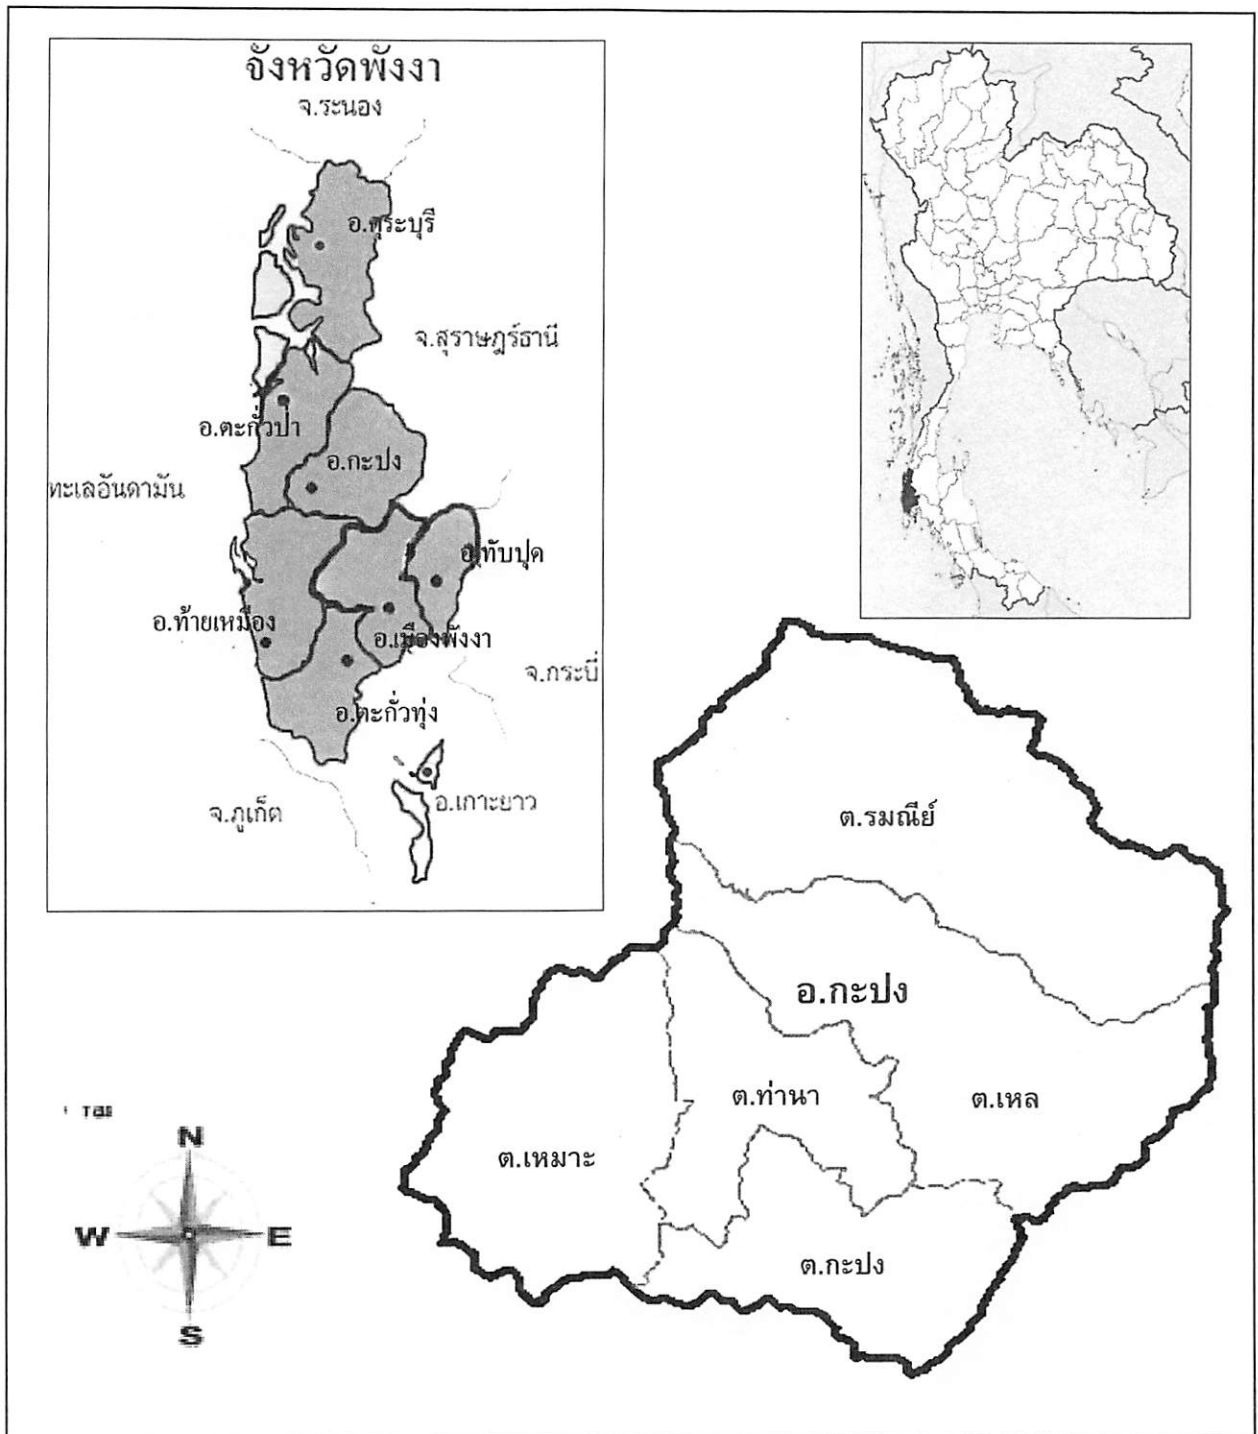 จังหวัดพังงา
จ.ระนอง
อ.คุระบุรี
จ.สุราษฎร์ธานี
อ.ตะกั่วป่า
อ.กะปง
ทะเลอันดามัน
อ.ทับปุด
อ.ท้ายเหมือง
อ.เมืองพังงา
จ.กระบี่
อ.ตะกั่วทุ่ง
จ.ภูเก็ต
อ.เกาะยาว
ต.รมณีย์
อ.กะปง
ต.ท่านา
ต.เหล
ต.เหมาะ
ต.กะปง
N
W
E
S